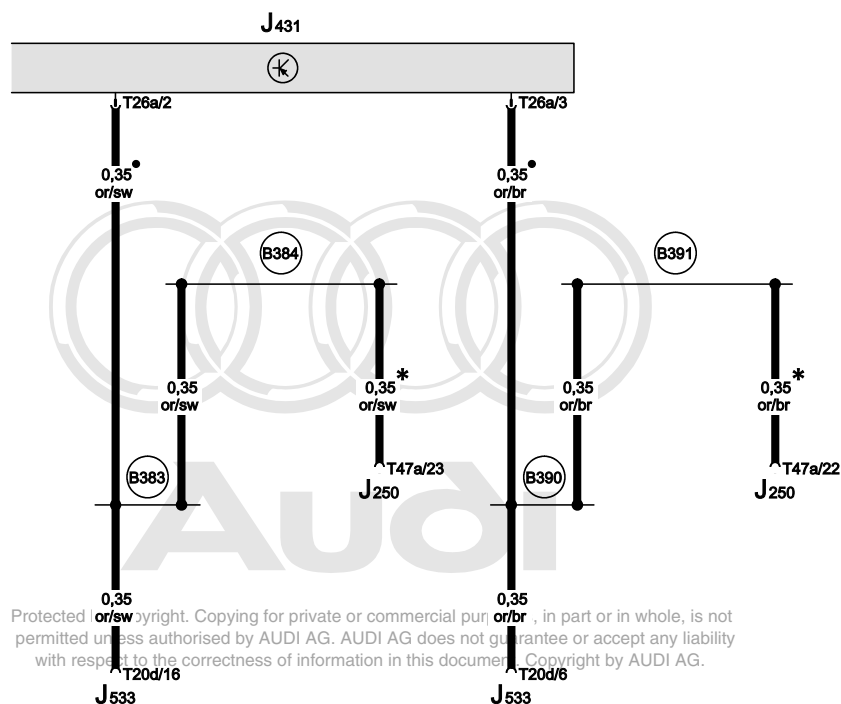 J431
T26a/2
T26a/3
0,35
or/sw
0,35
or/br
B384
B391
0,35
or/sw
0,35 *
or/sw
0,35
or/br
0,35 *
or/br
T47a/23
J250
T47a/22
J250
B383
B390
Audi
0,35
or/sw
0,35
or/br
Protected yright. Copying for private or commercial pur , in part or in whole, is not
permitted ess authorised by AUDI AG. AUDI AG does not guarantee or accept any liability
with respect to the correctness of information in this document. Copyright by AUDI AG.
T20d/16
J533
T20d/6
J533